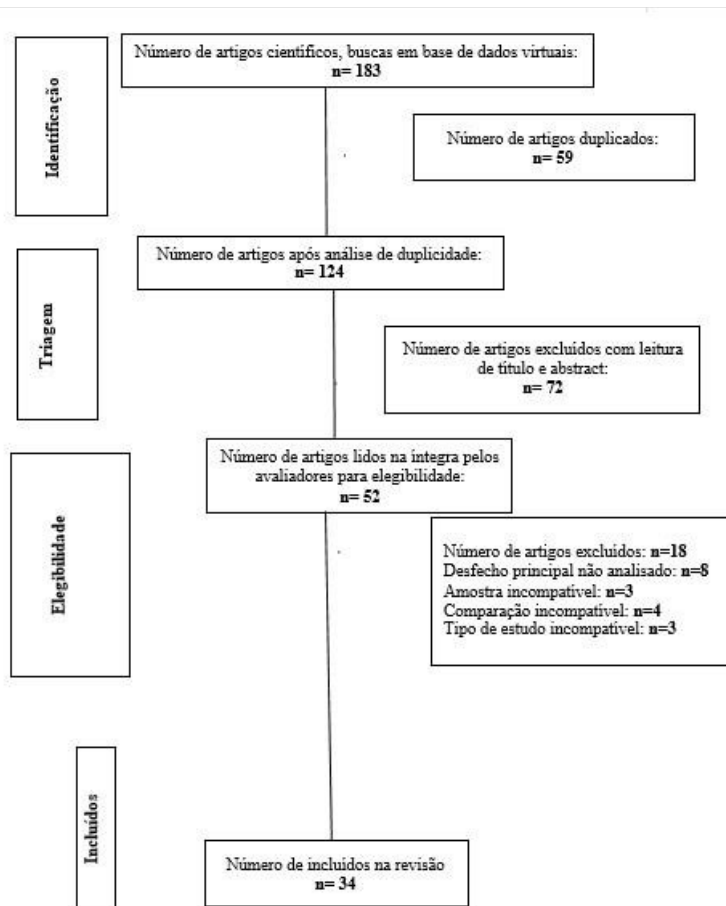 Identificação
Número de artigos científicos, buscas em base de dados virtuais:
n= 183
Número de artigos duplicados:
n= 59
Triagem
Número de artigos após análise de duplicidade:
n= 124
Número de artigos excluídos com leitura
de título e abstract:
n= 72
Elegibilidade
Número de artigos lidos na íntegra pelos
avaliadores para elegibilidade:
n= 52
Número de artigos excluídos: n=18
Desfecho principal não analisado: n=8
Amostra incompatível: n=3
Comparação incompatível: n=4
Tipo de estudo incompatível: n=3
Incluídos
Número de incluídos na revisão
n= 34